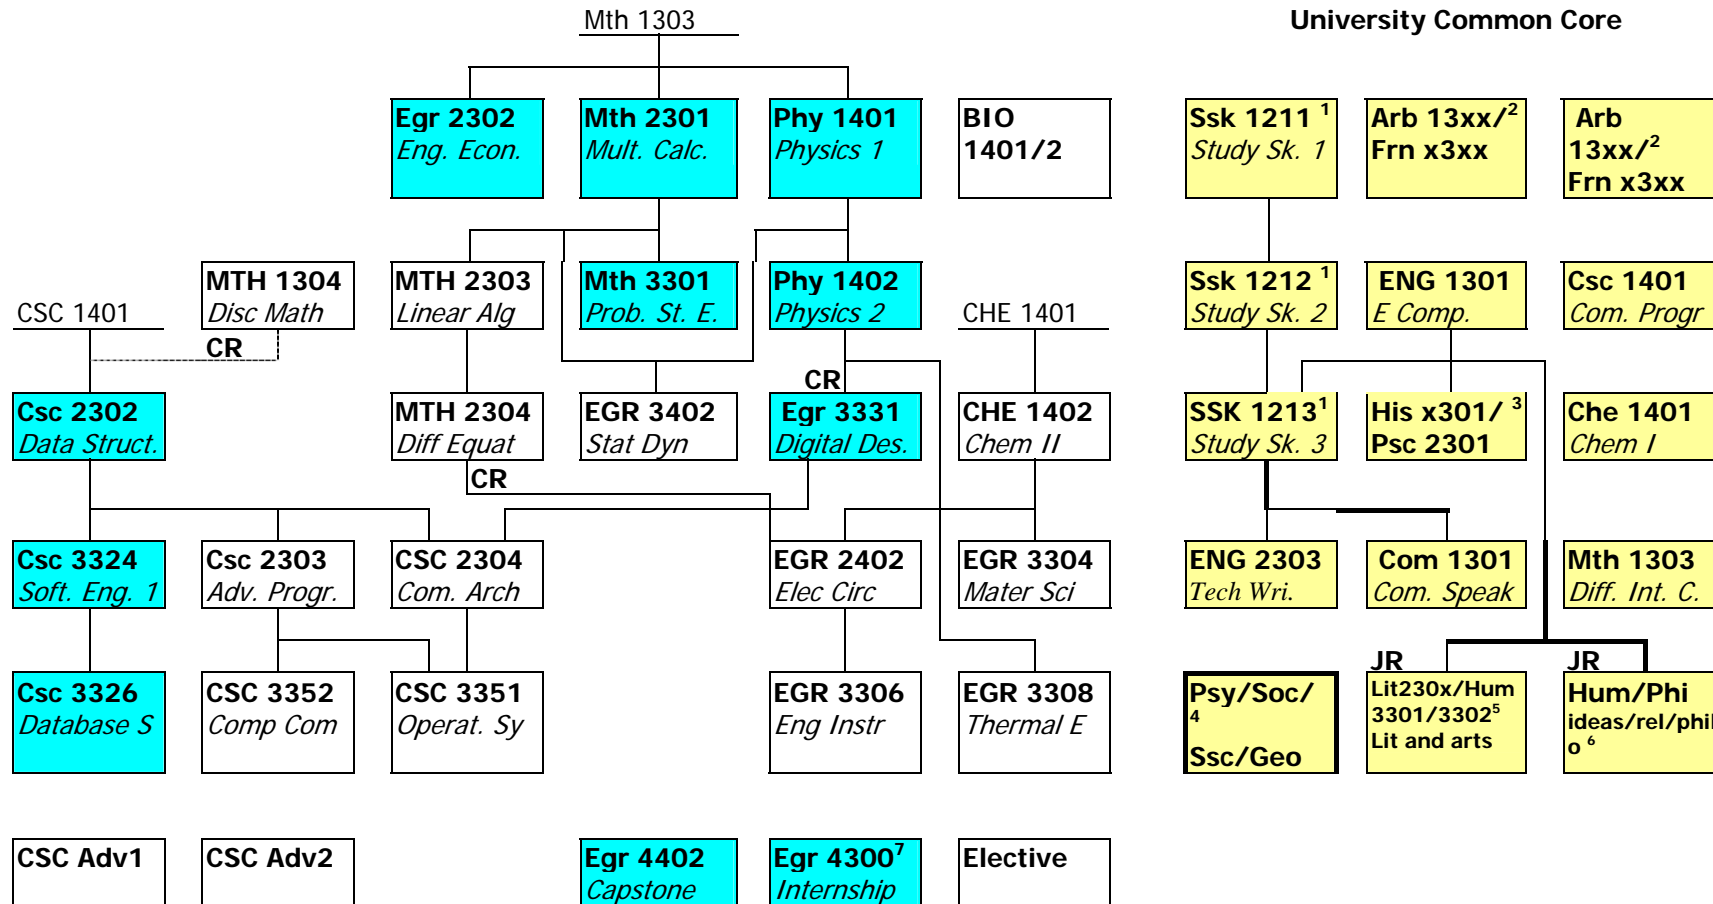 Mth 1303
University Common Core
Egr 2302
Eng. Econ.
Mth 2301
Mult. Calc.
Phy 1401
Physics 1
BIO
1401/2
Ssk 1211 1
Study Sk. 1
Arb 13xx/2
Frn x3xx
Arb
13xx/2
Frn x3xx
CSC 1401
MTH 1304
Disc Math
CR
MTH 2303
Linear Alg
Mth 3301
Prob. St. E.
Phy 1402
Physics 2
CHE 1401
Ssk 1212 1
Study Sk. 2
ENG 1301
E Comp.
Csc 1401
Com. Progr
Csc 2302
Data Struct.
MTH 2304
Diff Equat
CR
EGR 3402
Stat Dyn
CR
Egr 3331
Digital Des.
CHE 1402
Chem II
SSK 12131
Study Sk. 3
His x301/ 3
Psc 2301
Che 1401
Chem I
Csc 3324
Soft. Eng. 1
Csc 2303
Adv. Progr.
CSC 2304
Com. Arch
EGR 2402
Elec Circ
EGR 3304
Mater Sci
ENG 2303
Tech Wri.
Com 1301
Com. Speak
Mth 1303
Diff. Int. C.
Csc 3326
Database S
CSC 3352
Comp Com
CSC 3351
Operat. Sy
EGR 3306
Eng Instr
EGR 3308
Thermal E
Psy/Soc/
4
Ssc/Geo
JR
Lit230x/Hum
3301/33025
Lit and arts
JR
Hum/Phi
ideas/rel/phil
o 6
CSC Adv1
CSC Adv2
Egr 4402
Capstone
Egr 43007
Internship
Elective